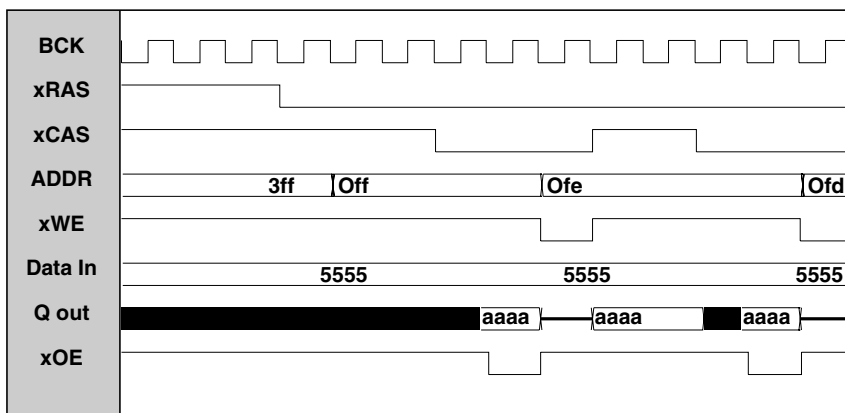 BCK
xRAS
xCAS
ADDR 3ff Off Ofe Ofd
xWE
Data In 5555 5555 5555
Q out aaaa aaaa aaaa
xOE